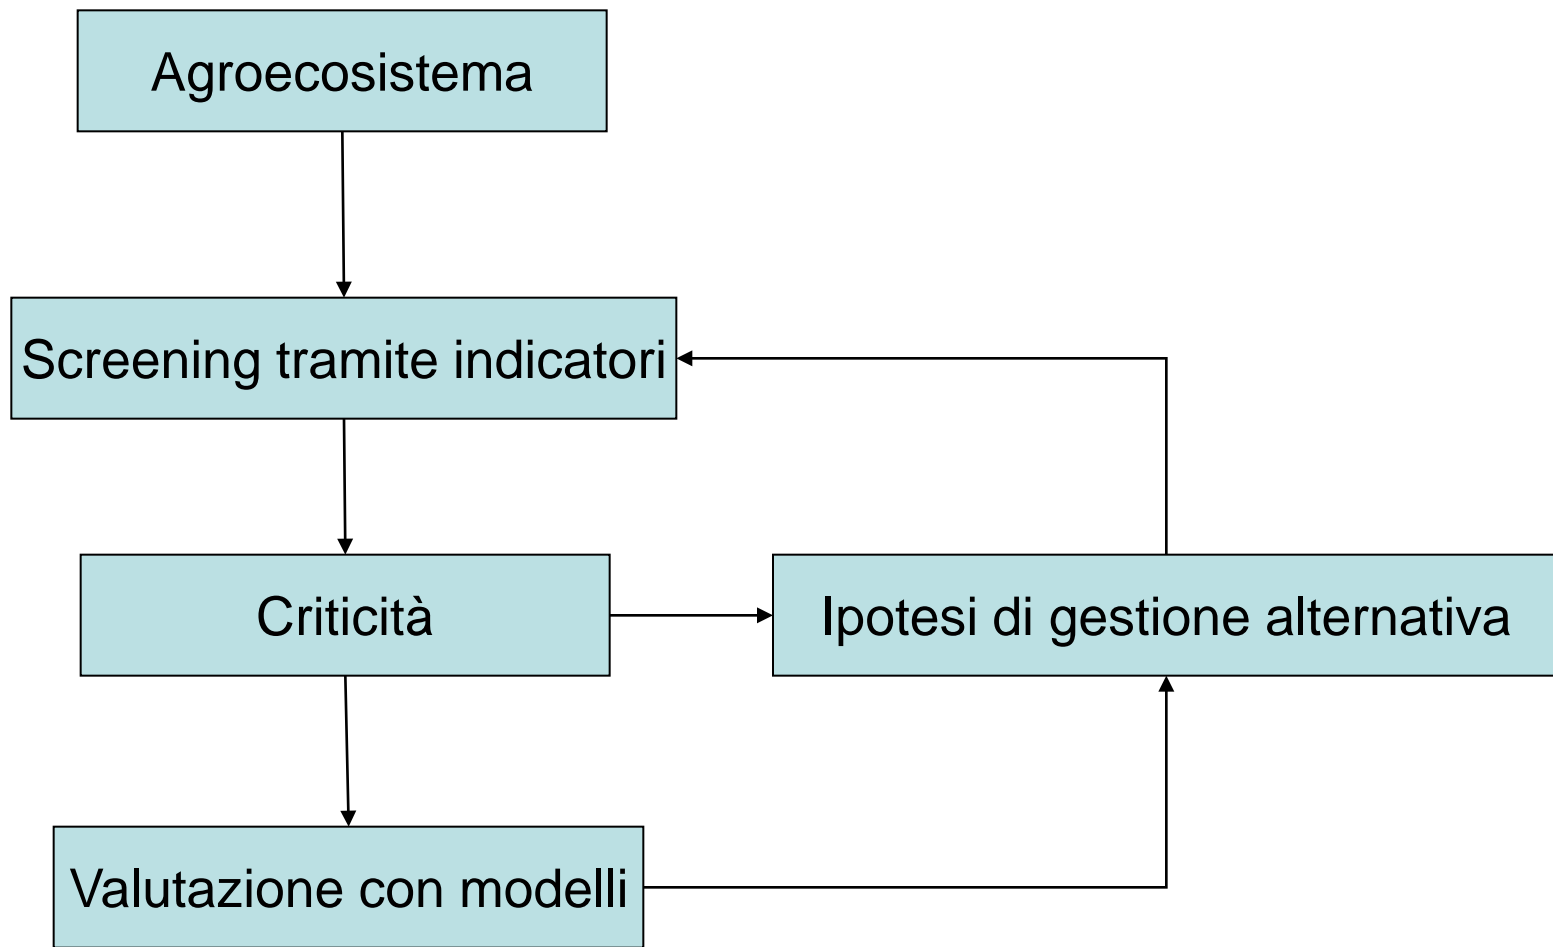 Agroecosistema
Screening tramite indicatori
Criticità
Ipotesi di gestione alternativa
Valutazione con modelli